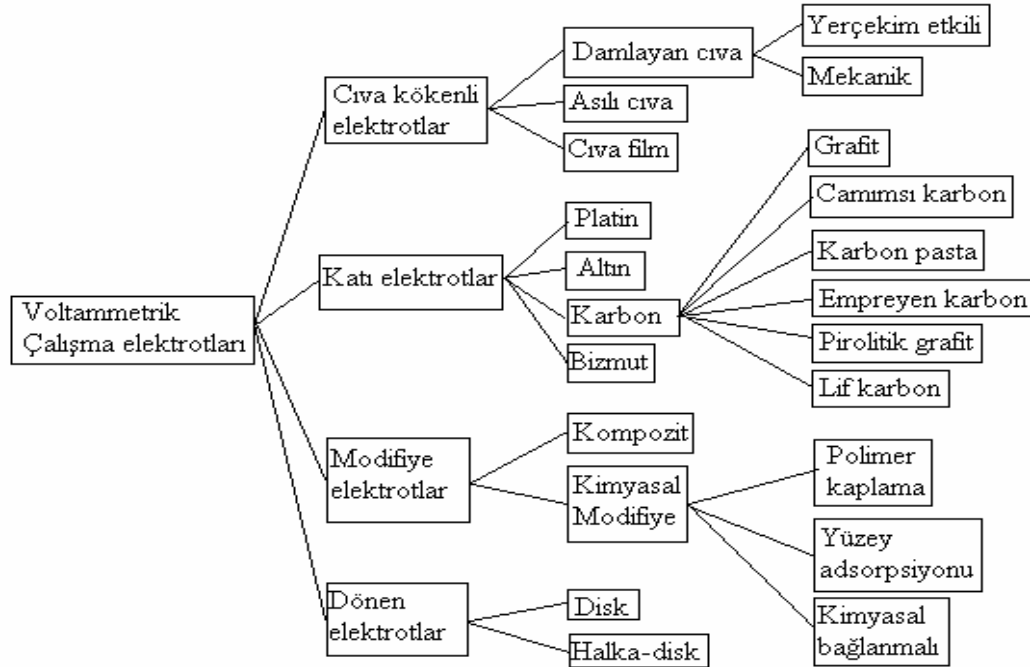 Voltammetrik
Çalışma elektrotları
Cıva kökenli
elektrotlar
Damlayan cıva
Yerçekim etkili
Mekanik
Asılı cıva
Cıva film
Katı elektrotlar
Platin
Altın
Karbon
Bizmut
Grafit
Camımsı karbon
Karbon pasta
Empreyen karbon
Pirolitik grafit
Lif karbon
Modifiye
elektrotlar
Kompozit
Kimyasal
Modifiye
Polimer
kaplama
Yüzey
adsorpsiyonu
Kimyasal
bağlanmalı
Dönen
elektrotlar
Disk
Halka-disk